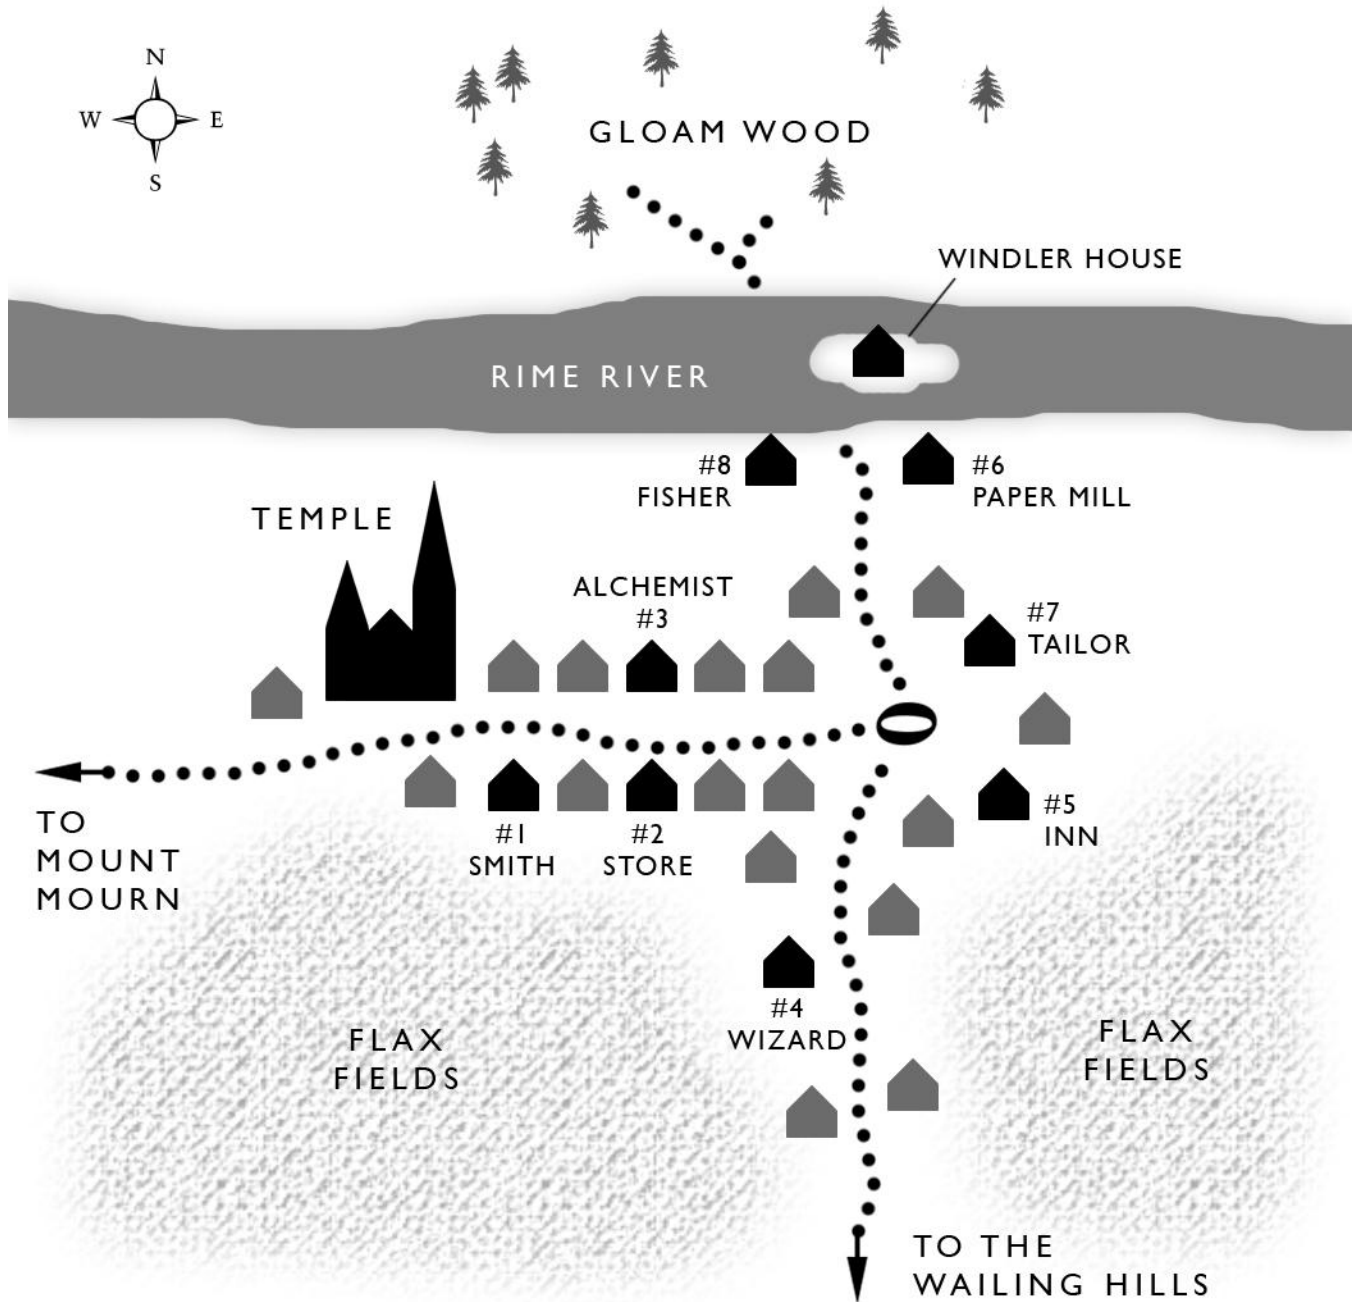 N
W E
S
GLOAM WOOD
WINDLER HOUSE
RIME RIVER
#8
FISHER
#6
PAPER MILL
TEMPLE
ALCHEMIST
#3
#7
TAILOR
TO
MOUNT
MOURN
#1
SMITH
#2
STORE
#5
INN
#4
WIZARD
FLAX
FIELDS
FLAX
FIELDS
TO THE
WAILING HILLS